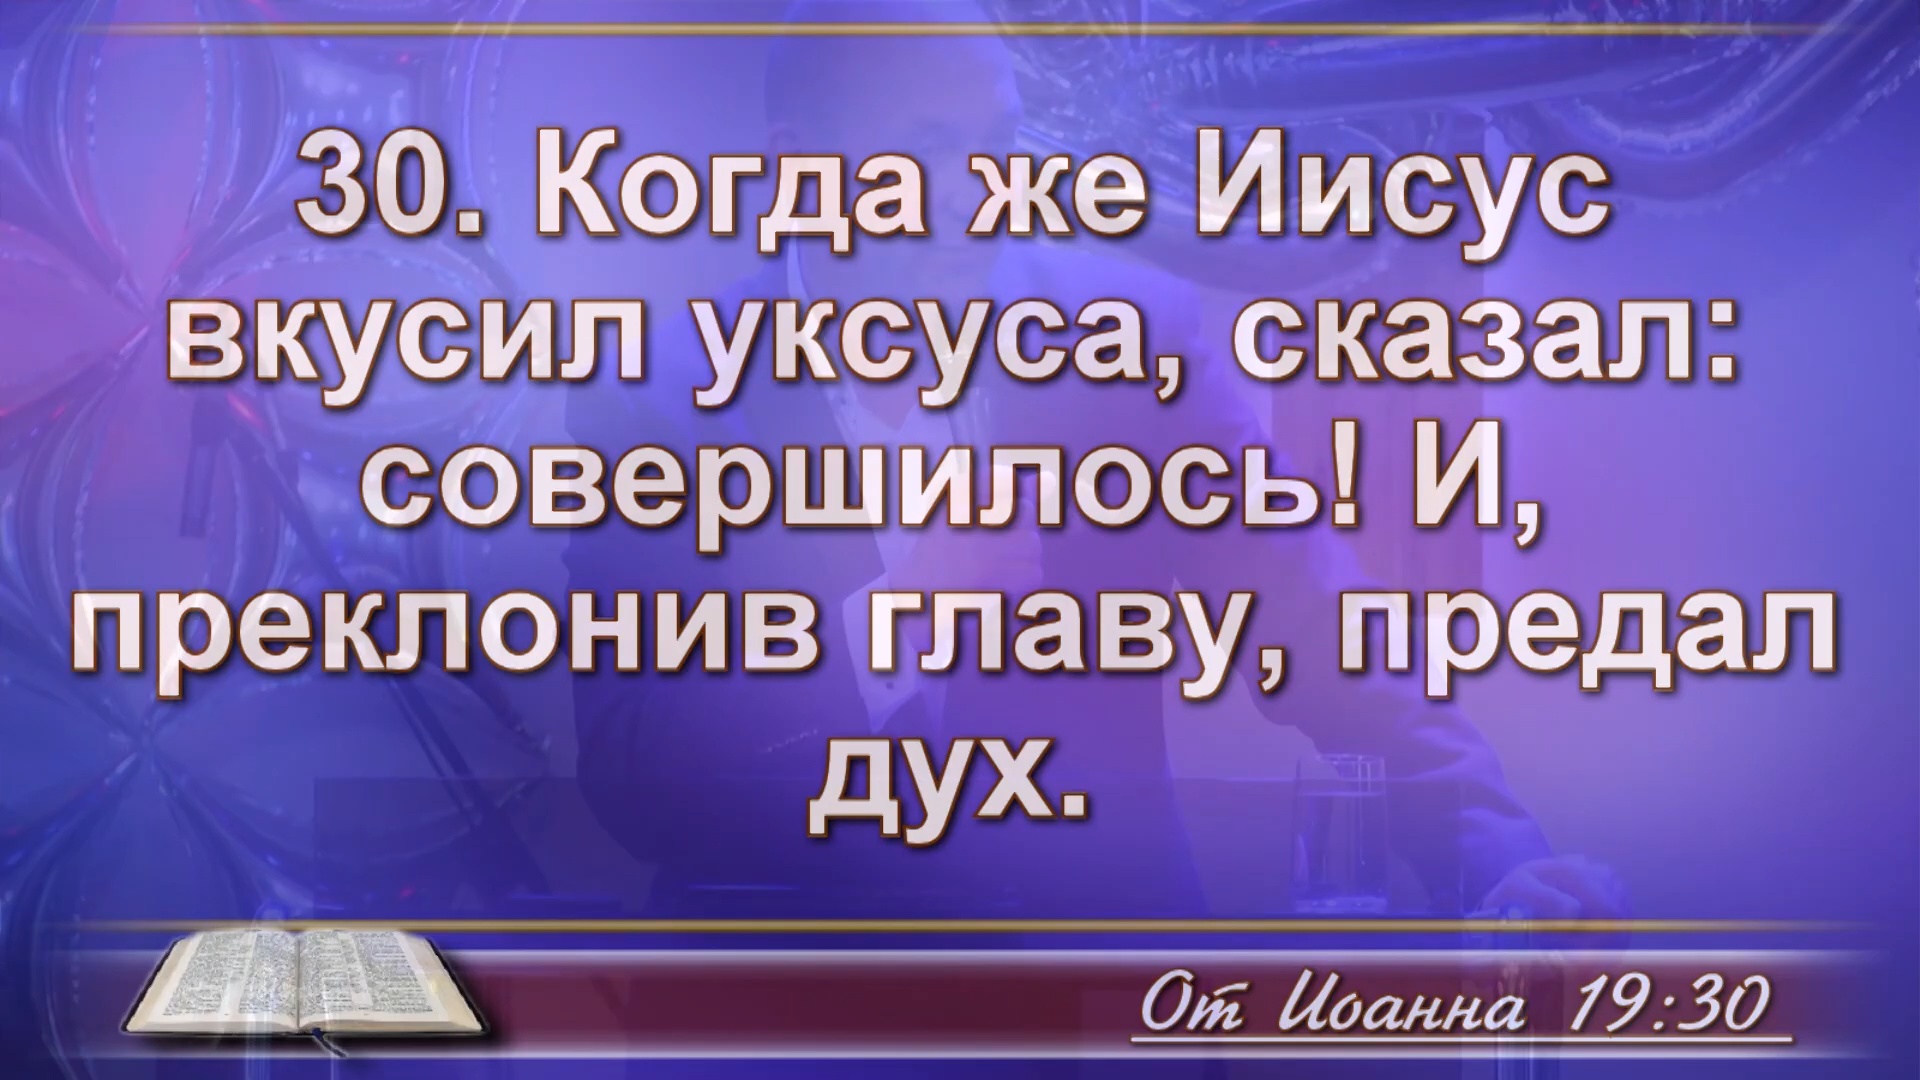 30. Когда же Иисус
вкусил уксуса, сказал:
совершилось! И,
преклонив главу, предал
дух.
От Иоанна 19:30